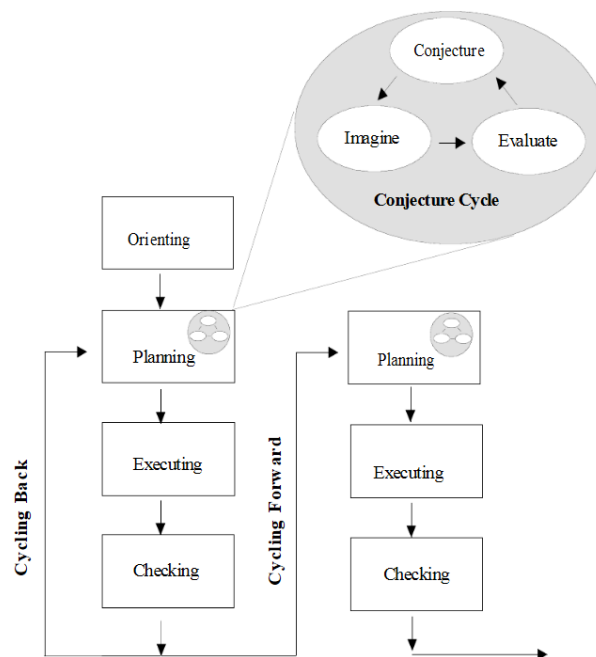 Conjecture
Imagine
Evaluate
Conjecture Cycle
Orienting
Planning
Planning
Executing
Executing
Checking
Checking
Cycling Back
Cycling Forward